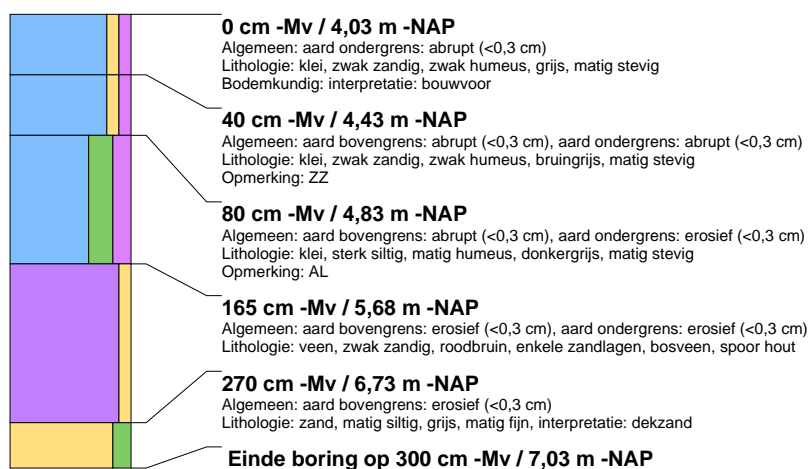 0 cm -Mv / 4,03 m -NAP
Algemeen: aard ondergrens: abrupt (<0,3 cm)
Lithologie: klei, zwak zandig, zwak humeus, grijs, matig stevig
Bodemkundig: interpretatie: bouwvoor
40 cm -Mv / 4,43 m -NAP
Algemeen: aard bovengrens: abrupt (<0,3 cm), aard ondergrens: abrupt (<0,3 cm)
Lithologie: klei, zwak zandig, zwak humeus, bruingrijs, matig stevig
Opmerking: ZZ
80 cm -Mv / 4,83 m -NAP
Algemeen: aard bovengrens: abrupt (<0,3 cm), aard ondergrens: erosief (<0,3 cm)
Lithologie: klei, sterk siltig, matig humeus, donkergrijs, matig stevig
Opmerking: AL
165 cm -Mv / 5,68 m -NAP
Algemeen: aard bovengrens: erosief (<0,3 cm), aard ondergrens: erosief (<0,3 cm)
Lithologie: veen, zwak zandig, roodbruin, enkele zandlagen, bosveen, spoor hout
270 cm -Mv / 6,73 m -NAP
Algemeen: aard bovengrens: erosief (<0,3 cm)
Lithologie: zand, matig siltig, grijs, matig fijn, interpretatie: dekzand
Einde boring op 300 cm -Mv / 7,03 m -NAP